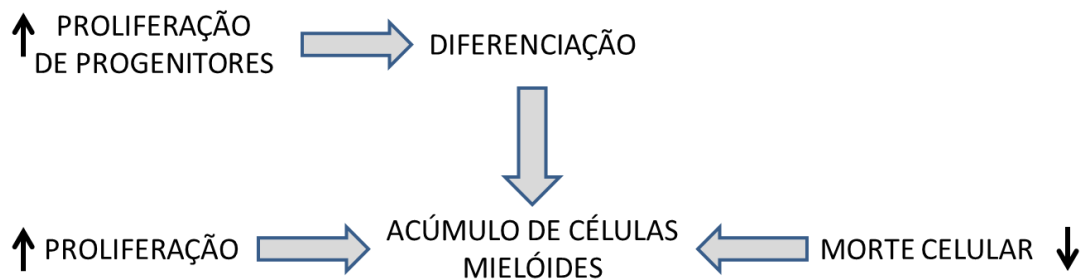 PROLIFERAÇÃO
DE PROGENITORES
DIFERENCIAÇÃO
PROLIFERAÇÃO
ACÚMULO DE CÉLULAS
MIELÓIDES
MORTE CELULAR